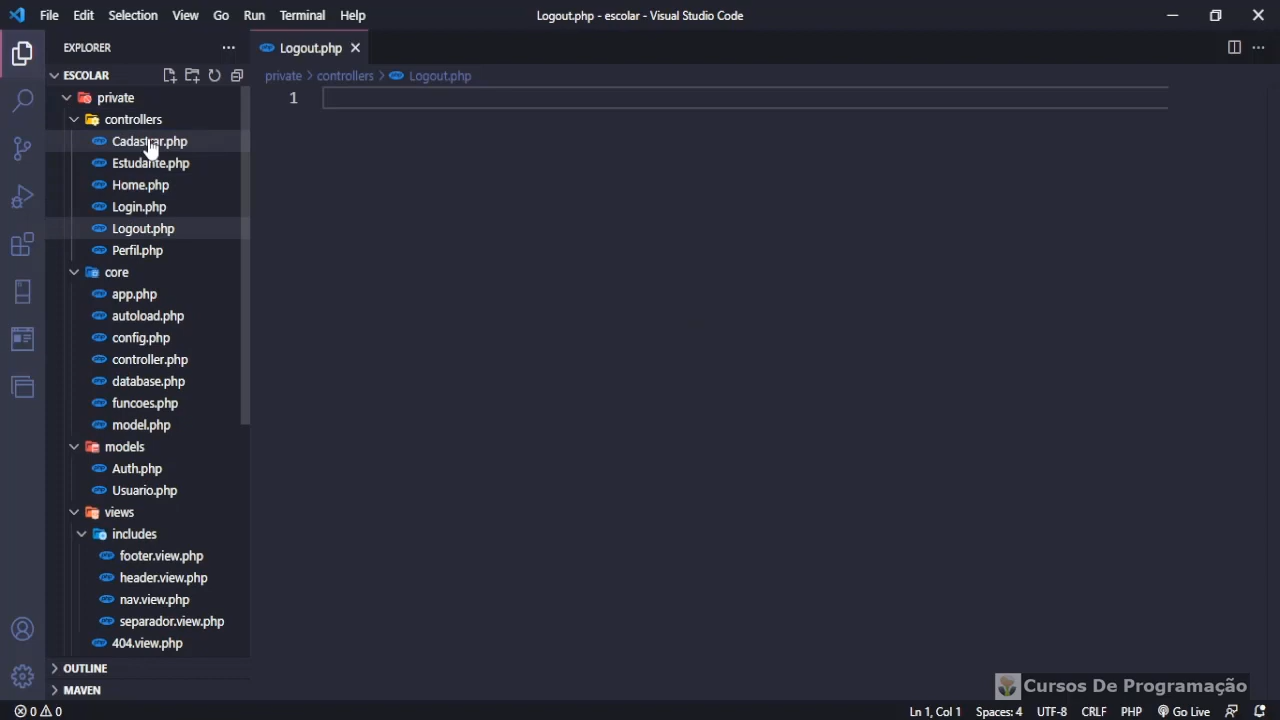 File Edit Selection View Go Run Terminal Help
Logout.php - escolar - Visual Studio Code
EXPLORER
Logout.php
ESCOLAR
private > controllers > Logout.php
1
private
controllers
Cadastrar.php
Estudante.php
Home.php
Login.php
Logout.php
Perfil.php
core
app.php
autoload.php
config.php
controller.php
database.php
funcoes.php
model.php
models
Auth.php
Usuario.php
views
includes
footer.view.php
header.view.php
nav.view.php
separador.view.php
404.view.php
OUTLINE
MAVEN
Cursos De Programação
0 0
Ln 1, Col 1 Spaces: 4 UTF-8 CRLF PHP Go Live